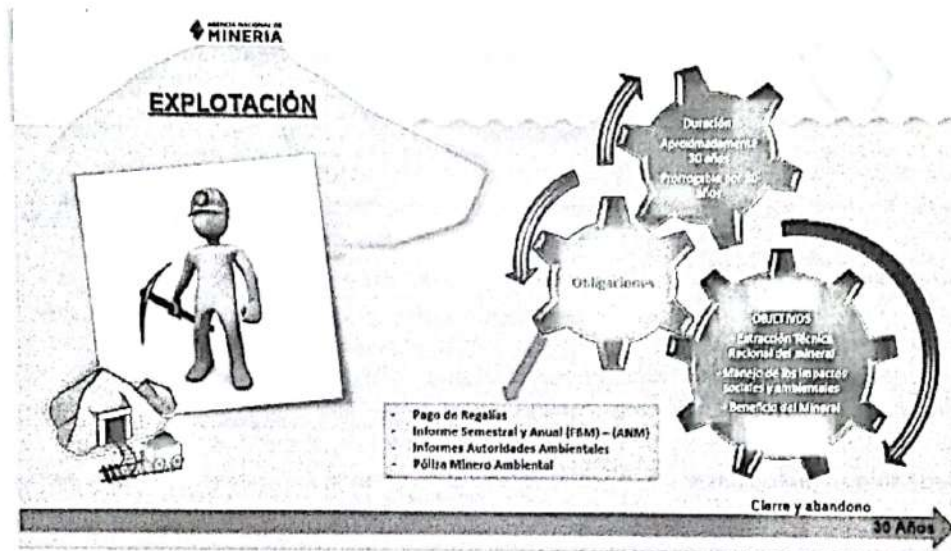 AGENCIA NACIONAL DE
MINERÍA
EXPLOTACIÓN
Duración
Aproximadamente
30 años
Prorrogable por 30
años
Obligaciones
OBJETIVOS
- Extracción Técnica
Racional del mineral
- Manejo de los impactos
sociales y ambientales
- Beneficio del Mineral
- Pago de Regalías
- Informe Semestral y Anual (FBM) – (ANM)
- Informes Autoridades Ambientales
- Póliza Minero Ambiental
Cierre y abandono
30 Años